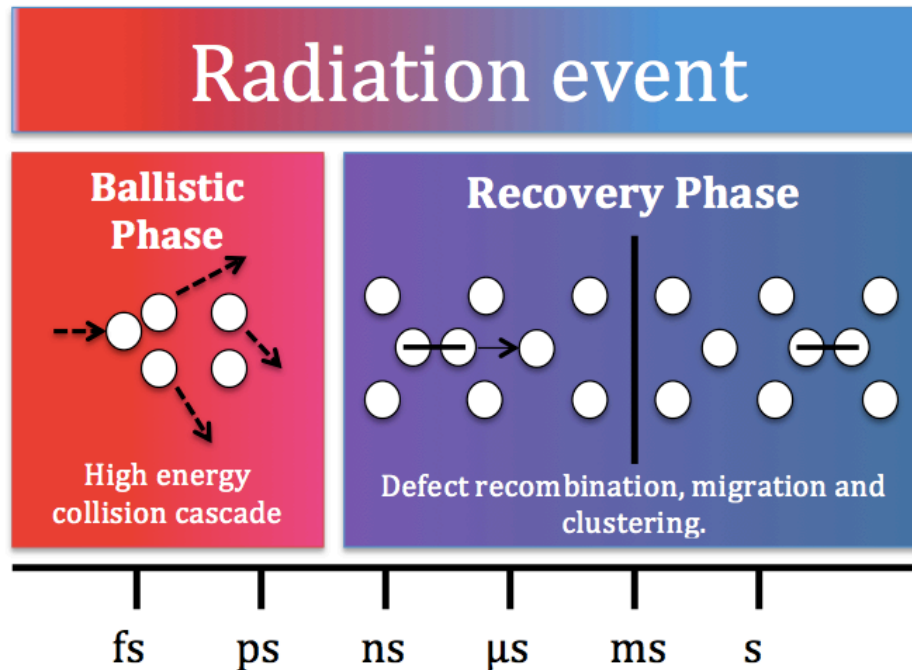 Radiation event
Ballistic
Phase
High energy
collision cascade
Recovery Phase
Defect recombination, migration and
clustering.
fs ps ns μs ms s